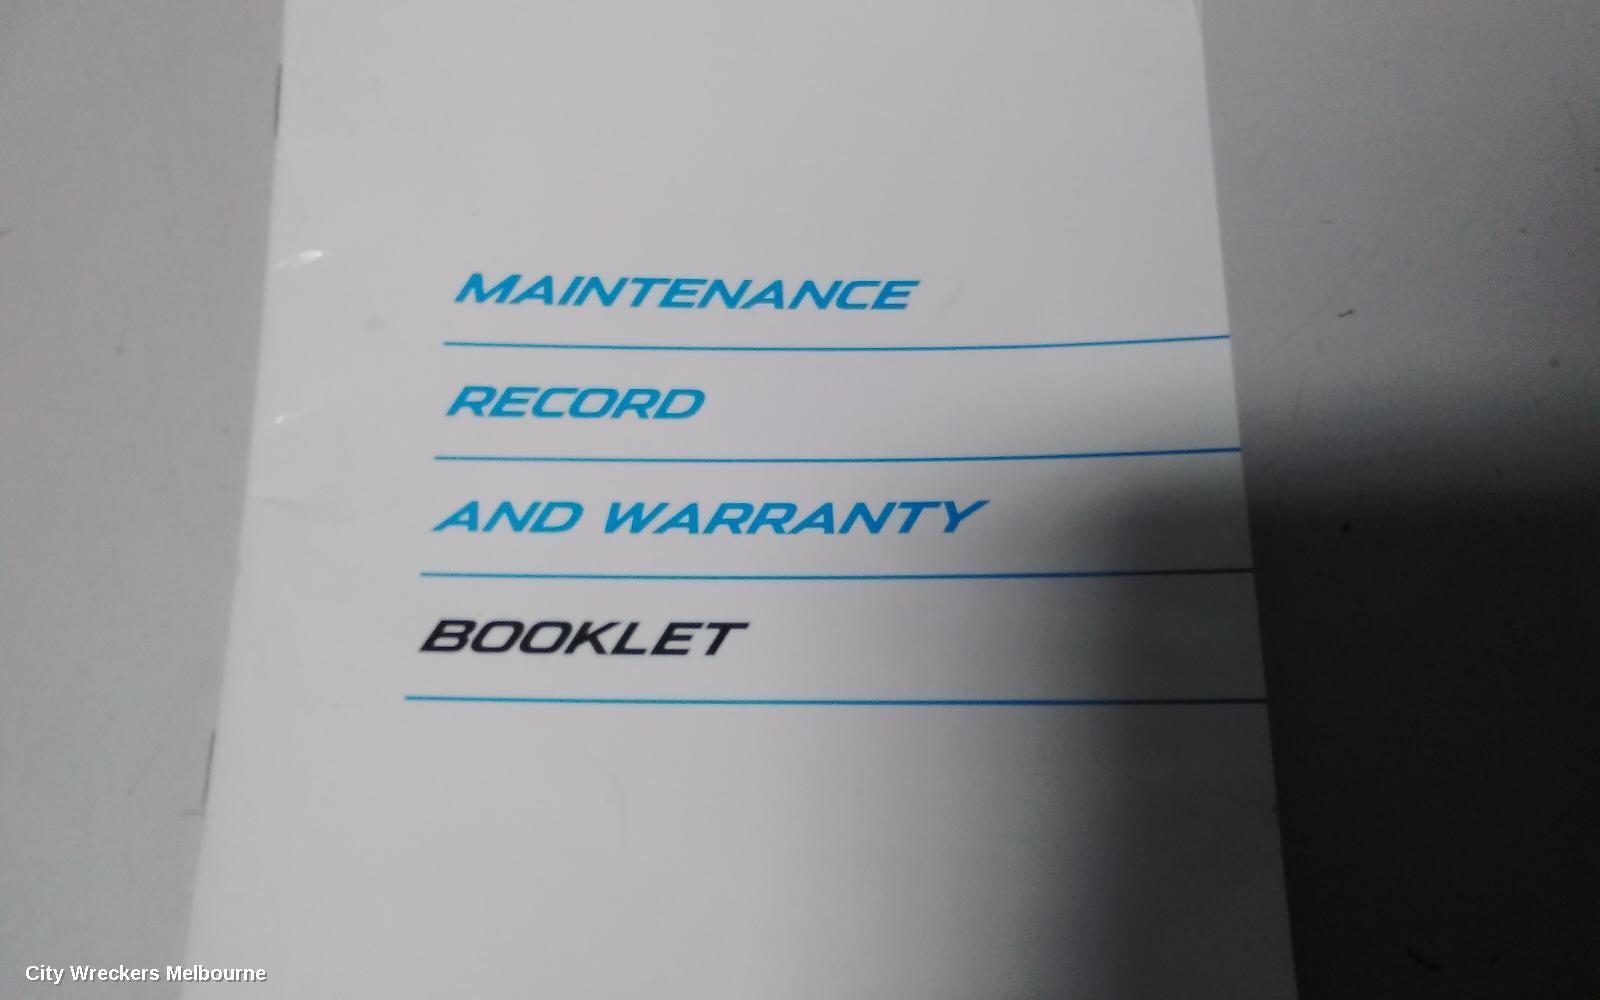 MAINTENANCE
RECORD
AND WARRANTY
BOOKLET
City Wreckers Melbourne